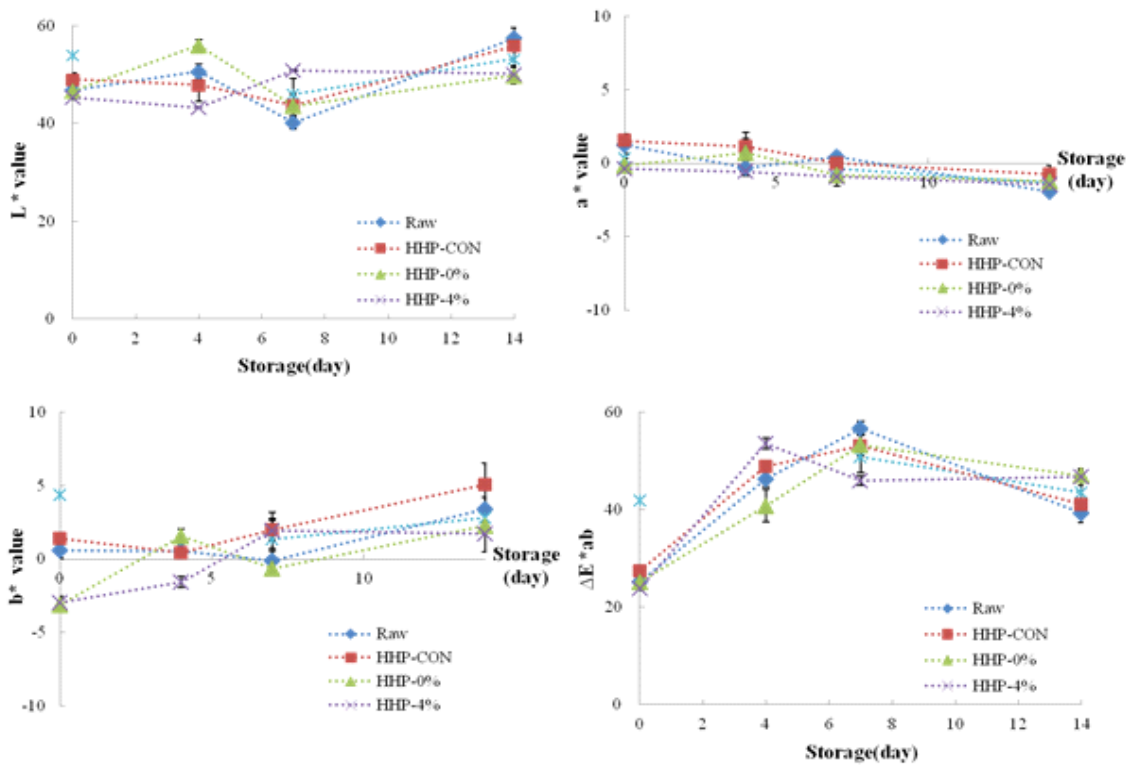 60
40
20
0
L * value
0 2 4 6 8 10 12 14
Storage(day)
Raw
HHP-CON
HHP-0%
HHP-4%
10
5
0
-5
-10
a * value
0 5 10
Storage
(day)
Raw
HHP-CON
HHP-0%
HHP-4%
10
5
0
-5
-10
b* value
0 5 10
Storage
(day)
Raw
HHP-CON
HHP-0%
HHP-4%
60
40
20
0
ΔE *ab
0 2 4 6 8 10 12 14
Storage(day)
Raw
HHP-CON
HHP-0%
HHP-4%